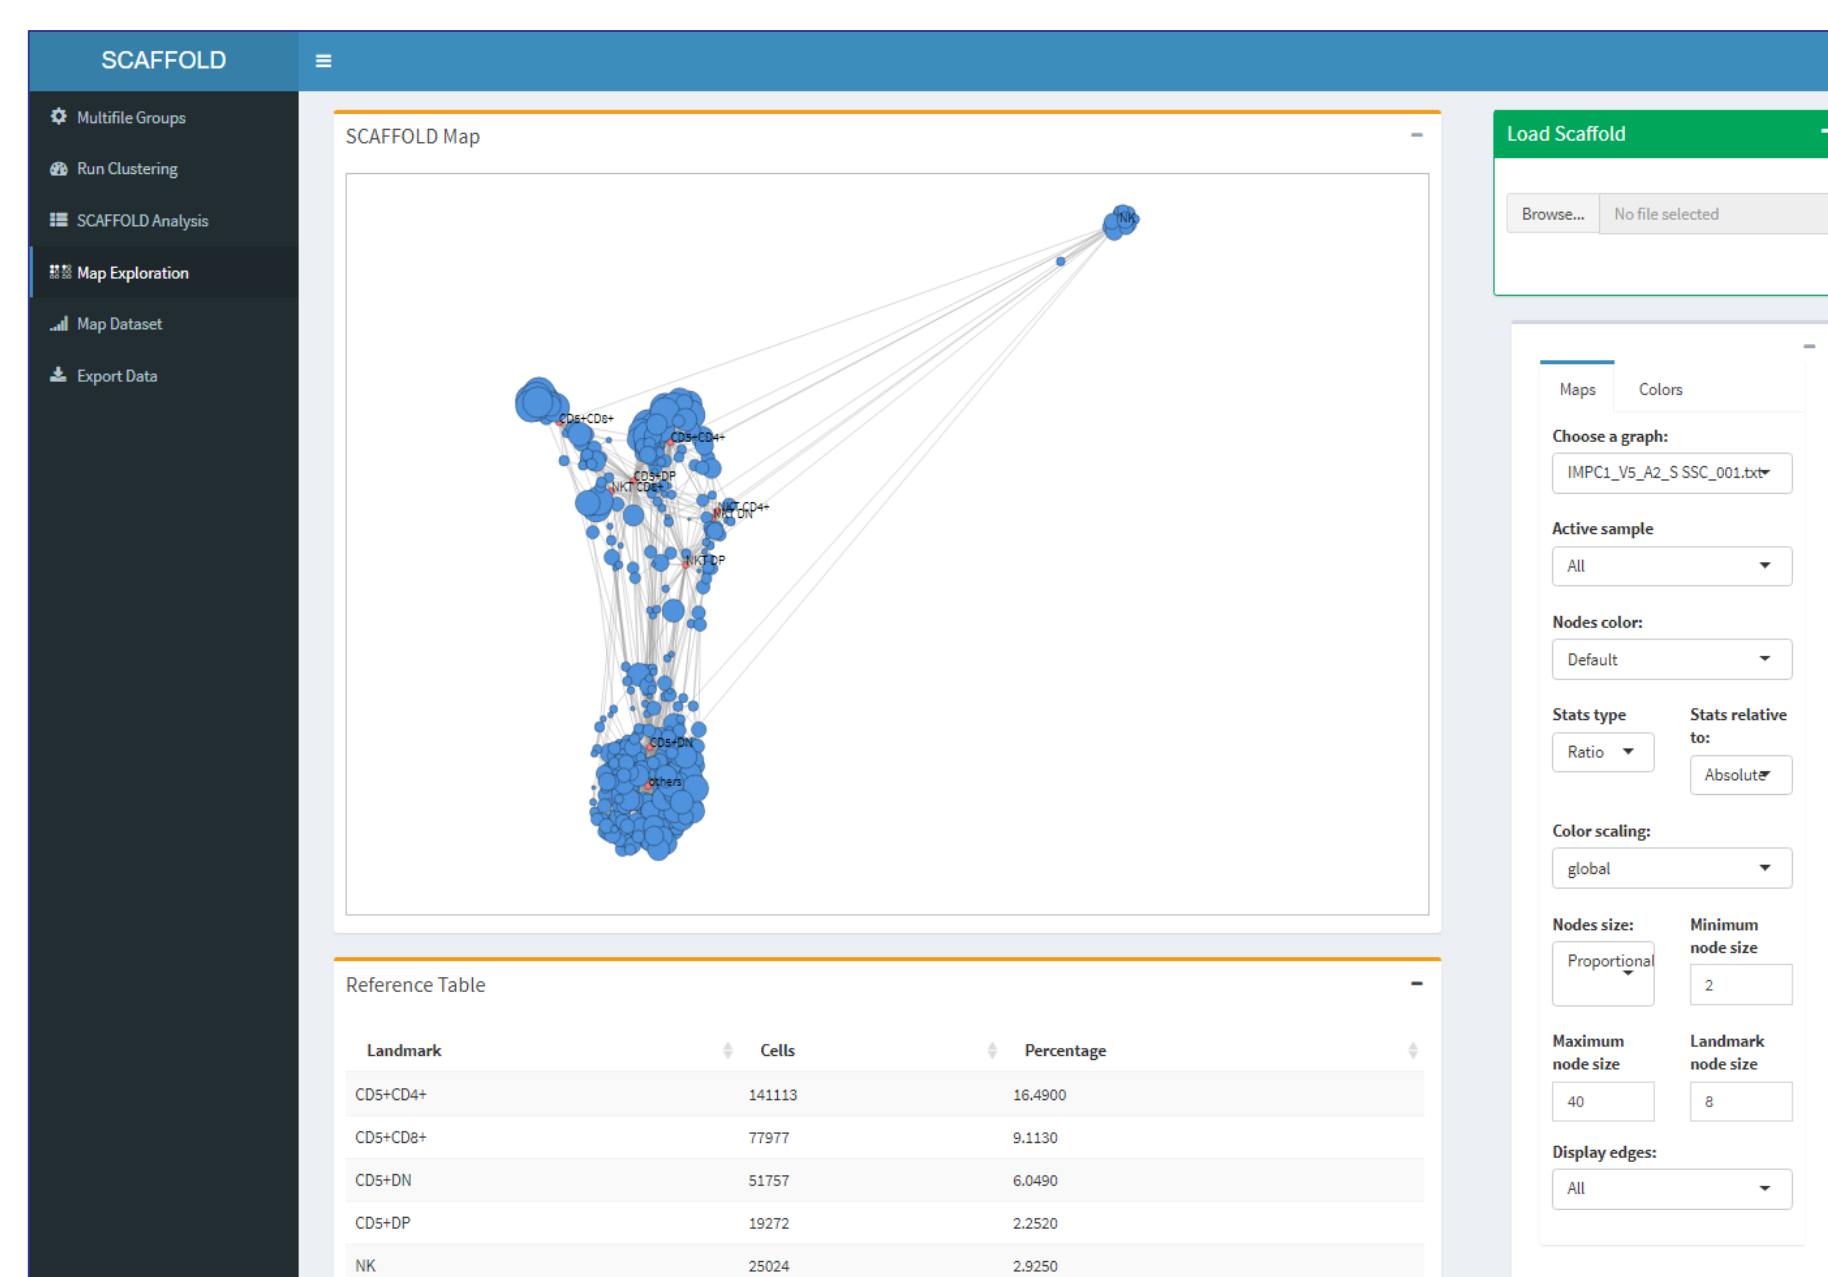 SCAFFOLD
Multifile Groups
Run Clustering
SCAFFOLD Analysis
Map Exploration
Map Dataset
Export Data
SCAFFOLD Map
NK
CD5+CD8+
CD5+CD4+
CD5+DP
NKT CD8+
NKT CD4+
NKT DN
NKT DP
CD5+DN
others
Reference Table
Landmark Cells Percentage
CD5+CD4+ 141113 16.4900
CD5+CD8+ 77977 9.1130
CD5+DN 51757 6.0490
CD5+DP 19272 2.2520
NK 25024 2.9250
Load Scaffold
Browse... No file selected
Maps Colors
Choose a graph:
IMPC1_V5_A2_S SSC_001.txt
Active sample
All
Nodes color:
Default
Stats type
Ratio
Stats relative
to:
Absolute
Color scaling:
global
Nodes size:
Proportional
Minimum
node size
2
Maximum
node size
40
Landmark
node size
8
Display edges:
All